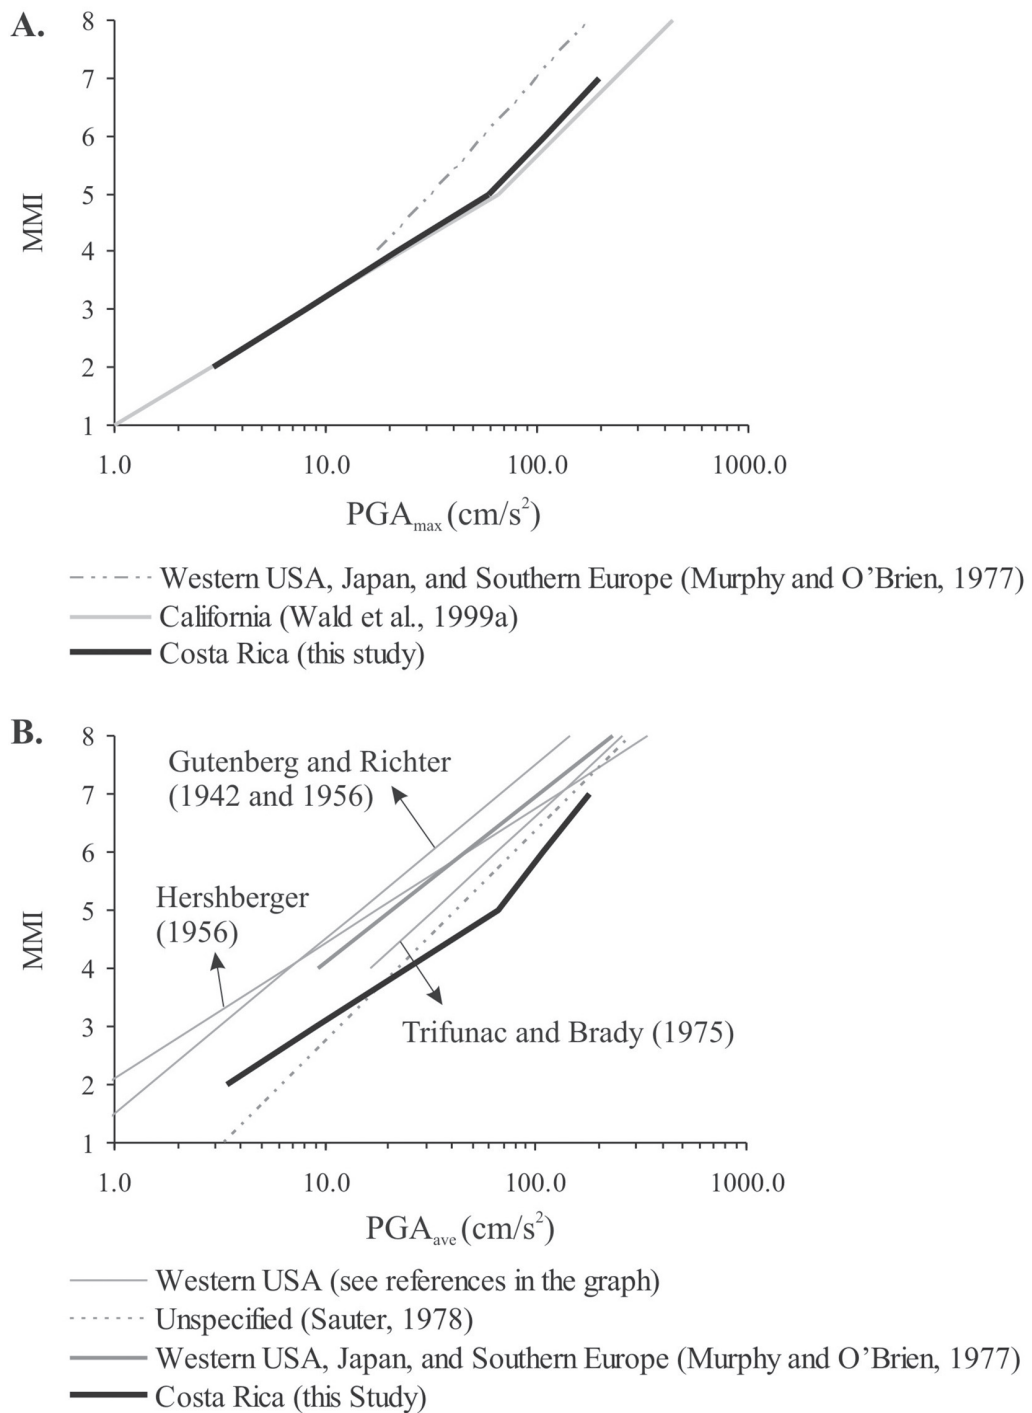 A.
8
7
6
5
4
3
2
1
MMI
1.0 10.0 100.0 1000.0
PGAmax (cm/s²)
Western USA, Japan, and Southern Europe (Murphy and O’Brien, 1977)
California (Wald et al., 1999a)
Costa Rica (this study)
B.
8
7
6
5
4
3
2
1
MMI
Gutenberg and Richter
(1942 and 1956)
Hershberger
(1956)
Trifunac and Brady (1975)
1.0 10.0 100.0 1000.0
PGAave (cm/s²)
Western USA (see references in the graph)
Unspecified (Sauter, 1978)
Western USA, Japan, and Southern Europe (Murphy and O’Brien, 1977)
Costa Rica (this Study)